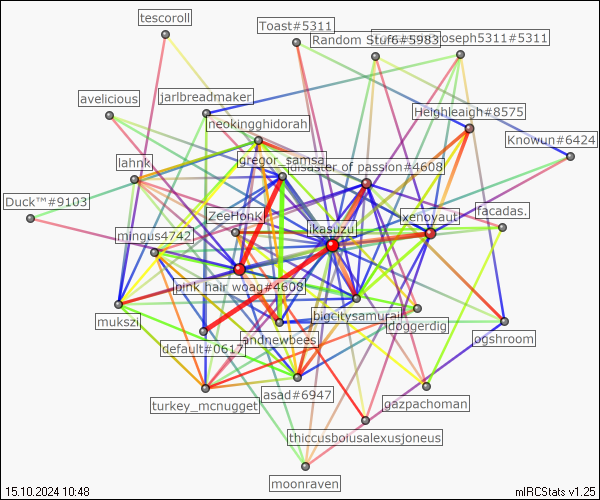 tescoroll
Toast#5311
Random Stuf6#5983
joseph5311#5311
avelicious
jarlbreadmaker
Heighleigh#8575
neokingghidorah
Knowun#6424
gregor_samsa
disaster of passion#4608
lahnk
Duck™#9103
ZeeHonk
xenoyaut
facadas.
mingus4742
ikasuzu
pink hair woag#4608
mukszi
bigcitysamurai
doggerdig
default#0617
andnewbees
ogshroom
turkey_mcnugget
asad#6947
gazpachoman
thiccusboiusalexusjoneus
moonraven
15.10.2024 10:48
mIRCStats v1.25